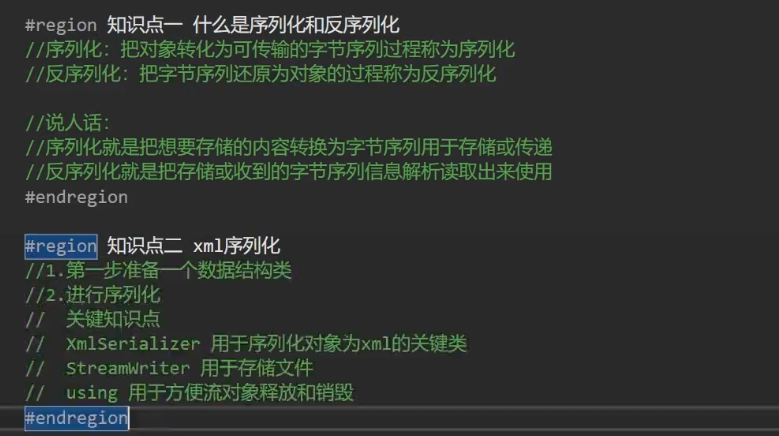 #region 知识点一 什么是序列化和反序列化
//序列化：把对象转化为可传输的字节序列过程称为序列化
//反序列化：把字节序列还原为对象的过程称为反序列化
//说人话：
//序列化就是把想要存储的内容转换为字节序列用于存储或传递
//反序列化就是把存储或收到的字节序列信息解析读取出来使用
#endregion
#region 知识点二 xml序列化
//1.第一步准备一个数据结构类
//2.进行序列化
//  关键知识点
//  XmlSerializer 用于序列化对象为xml的关键类
//  StreamWriter 用于存储文件
//  using 用于方便流对象释放和销毁
#endregion